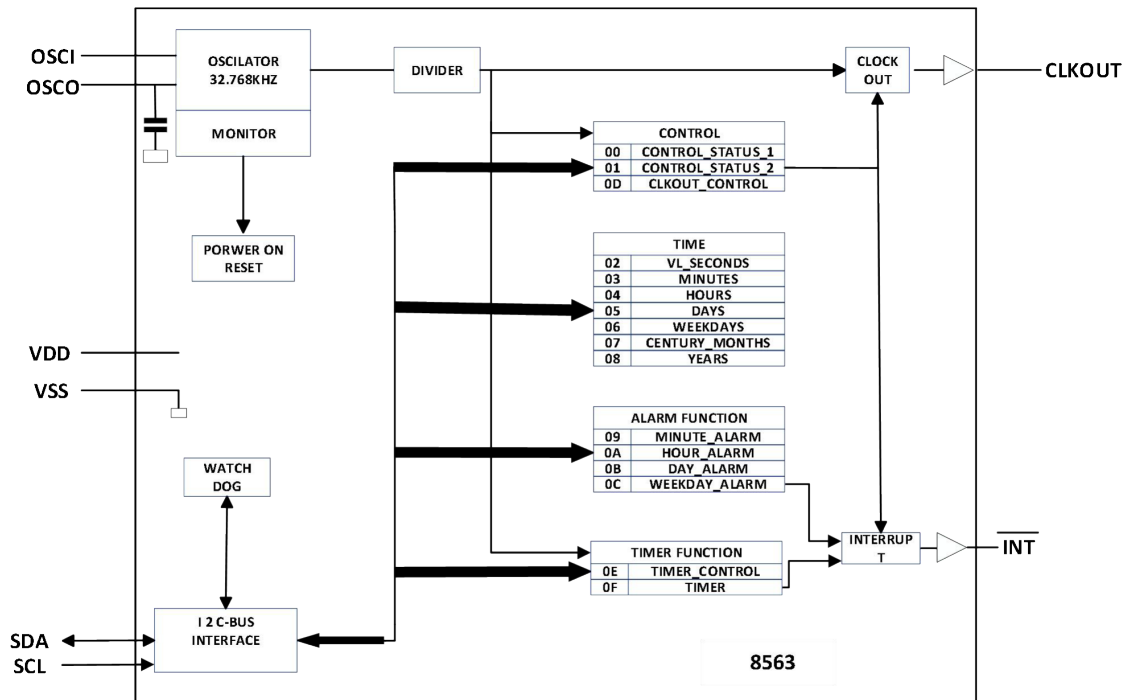 OSCI
OSCO
OSCILATOR
32.768KHZ
MONITOR
DIVIDER
CLOCK
OUT
CLKOUT
PORWER ON
RESET
CONTROL
00 CONTROL_STATUS_1
01 CONTROL_STATUS_2
0D CLKOUT_CONTROL
TIME
02 VL_SECONDS
03 MINUTES
04 HOURS
05 DAYS
06 WEEKDAYS
07 CENTURY_MONTHS
08 YEARS
VDD
VSS
ALARM FUNCTION
09 MINUTE_ALARM
0A HOUR_ALARM
0B DAY_ALARM
0C WEEKDAY_ALARM
WATCH
DOG
TIMER FUNCTION
0E TIMER_CONTROL
0F TIMER
INTERRUP
T
INT
I 2 C-BUS
INTERFACE
SDA
SCL
8563